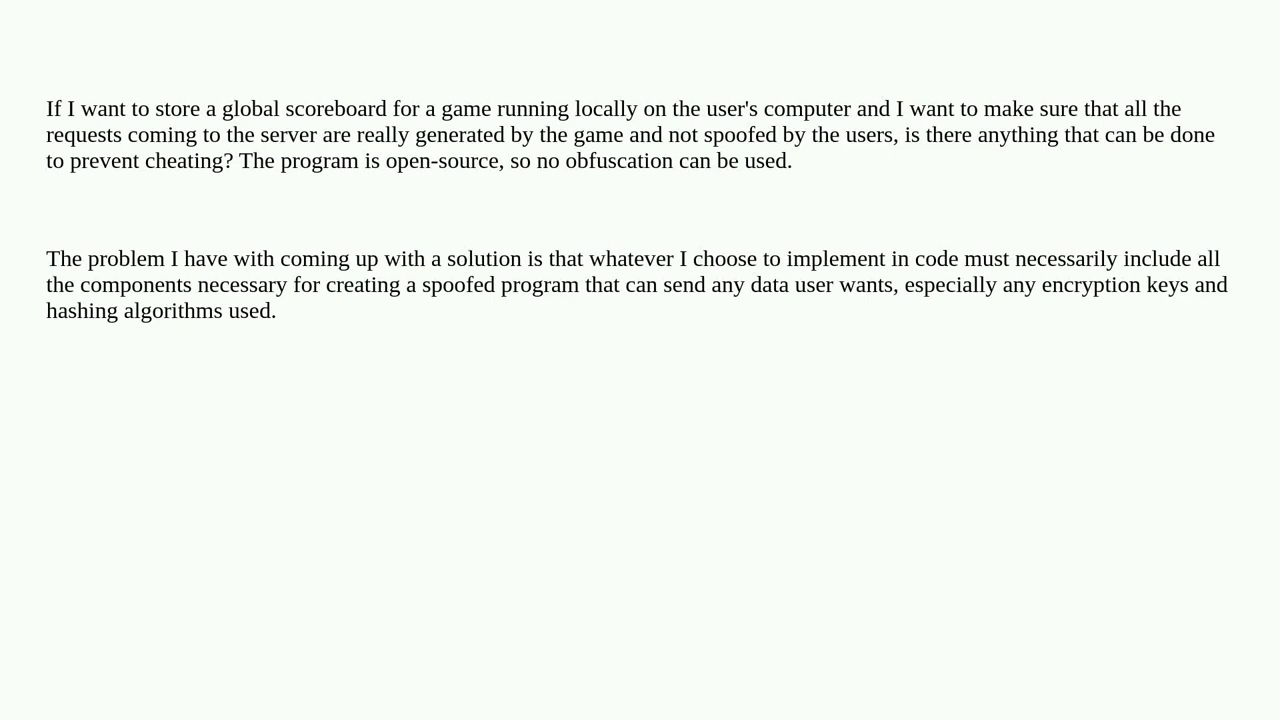 If I want to store a global scoreboard for a game running locally on the user's computer and I want to make sure that all the
requests coming to the server are really generated by the game and not spoofed by the users, is there anything that can be done
to prevent cheating? The program is open-source, so no obfuscation can be used.
The problem I have with coming up with a solution is that whatever I choose to implement in code must necessarily include all
the components necessary for creating a spoofed program that can send any data user wants, especially any encryption keys and
hashing algorithms used.